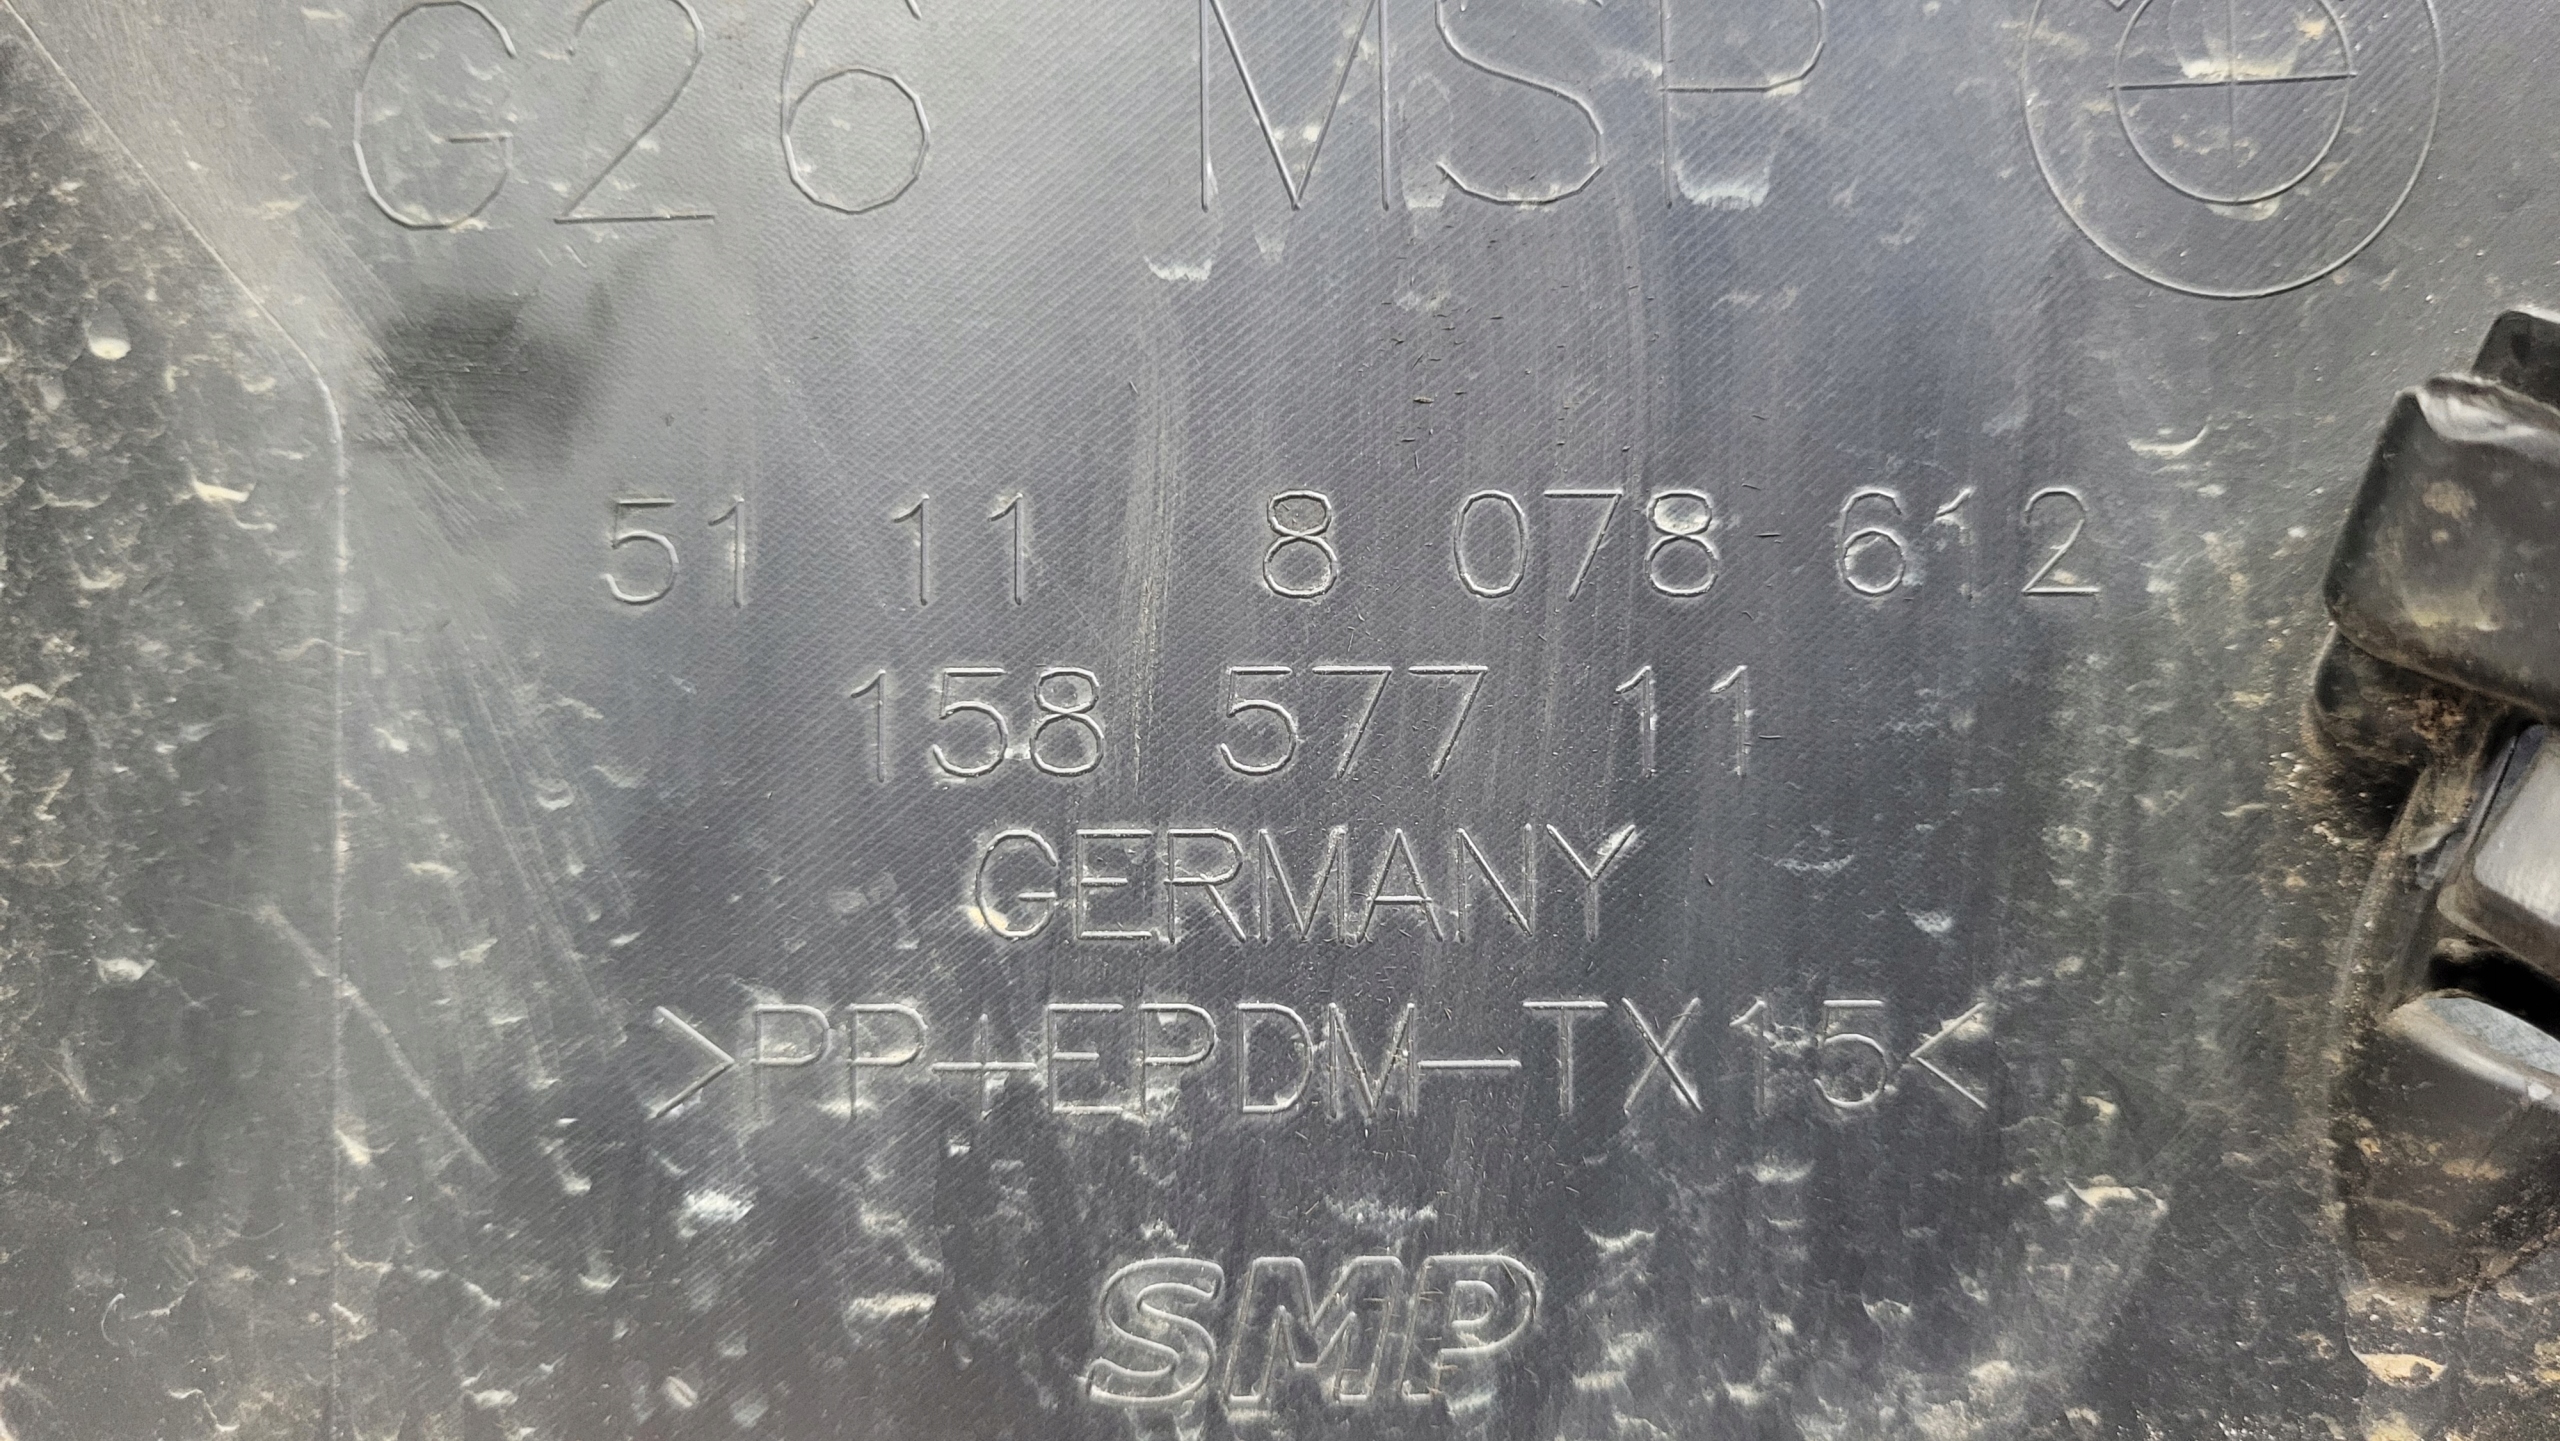 G26 MSP
51 11 8 078 612
158 577 11
GERMANY
>PP+EPDM-TX15<
SMP